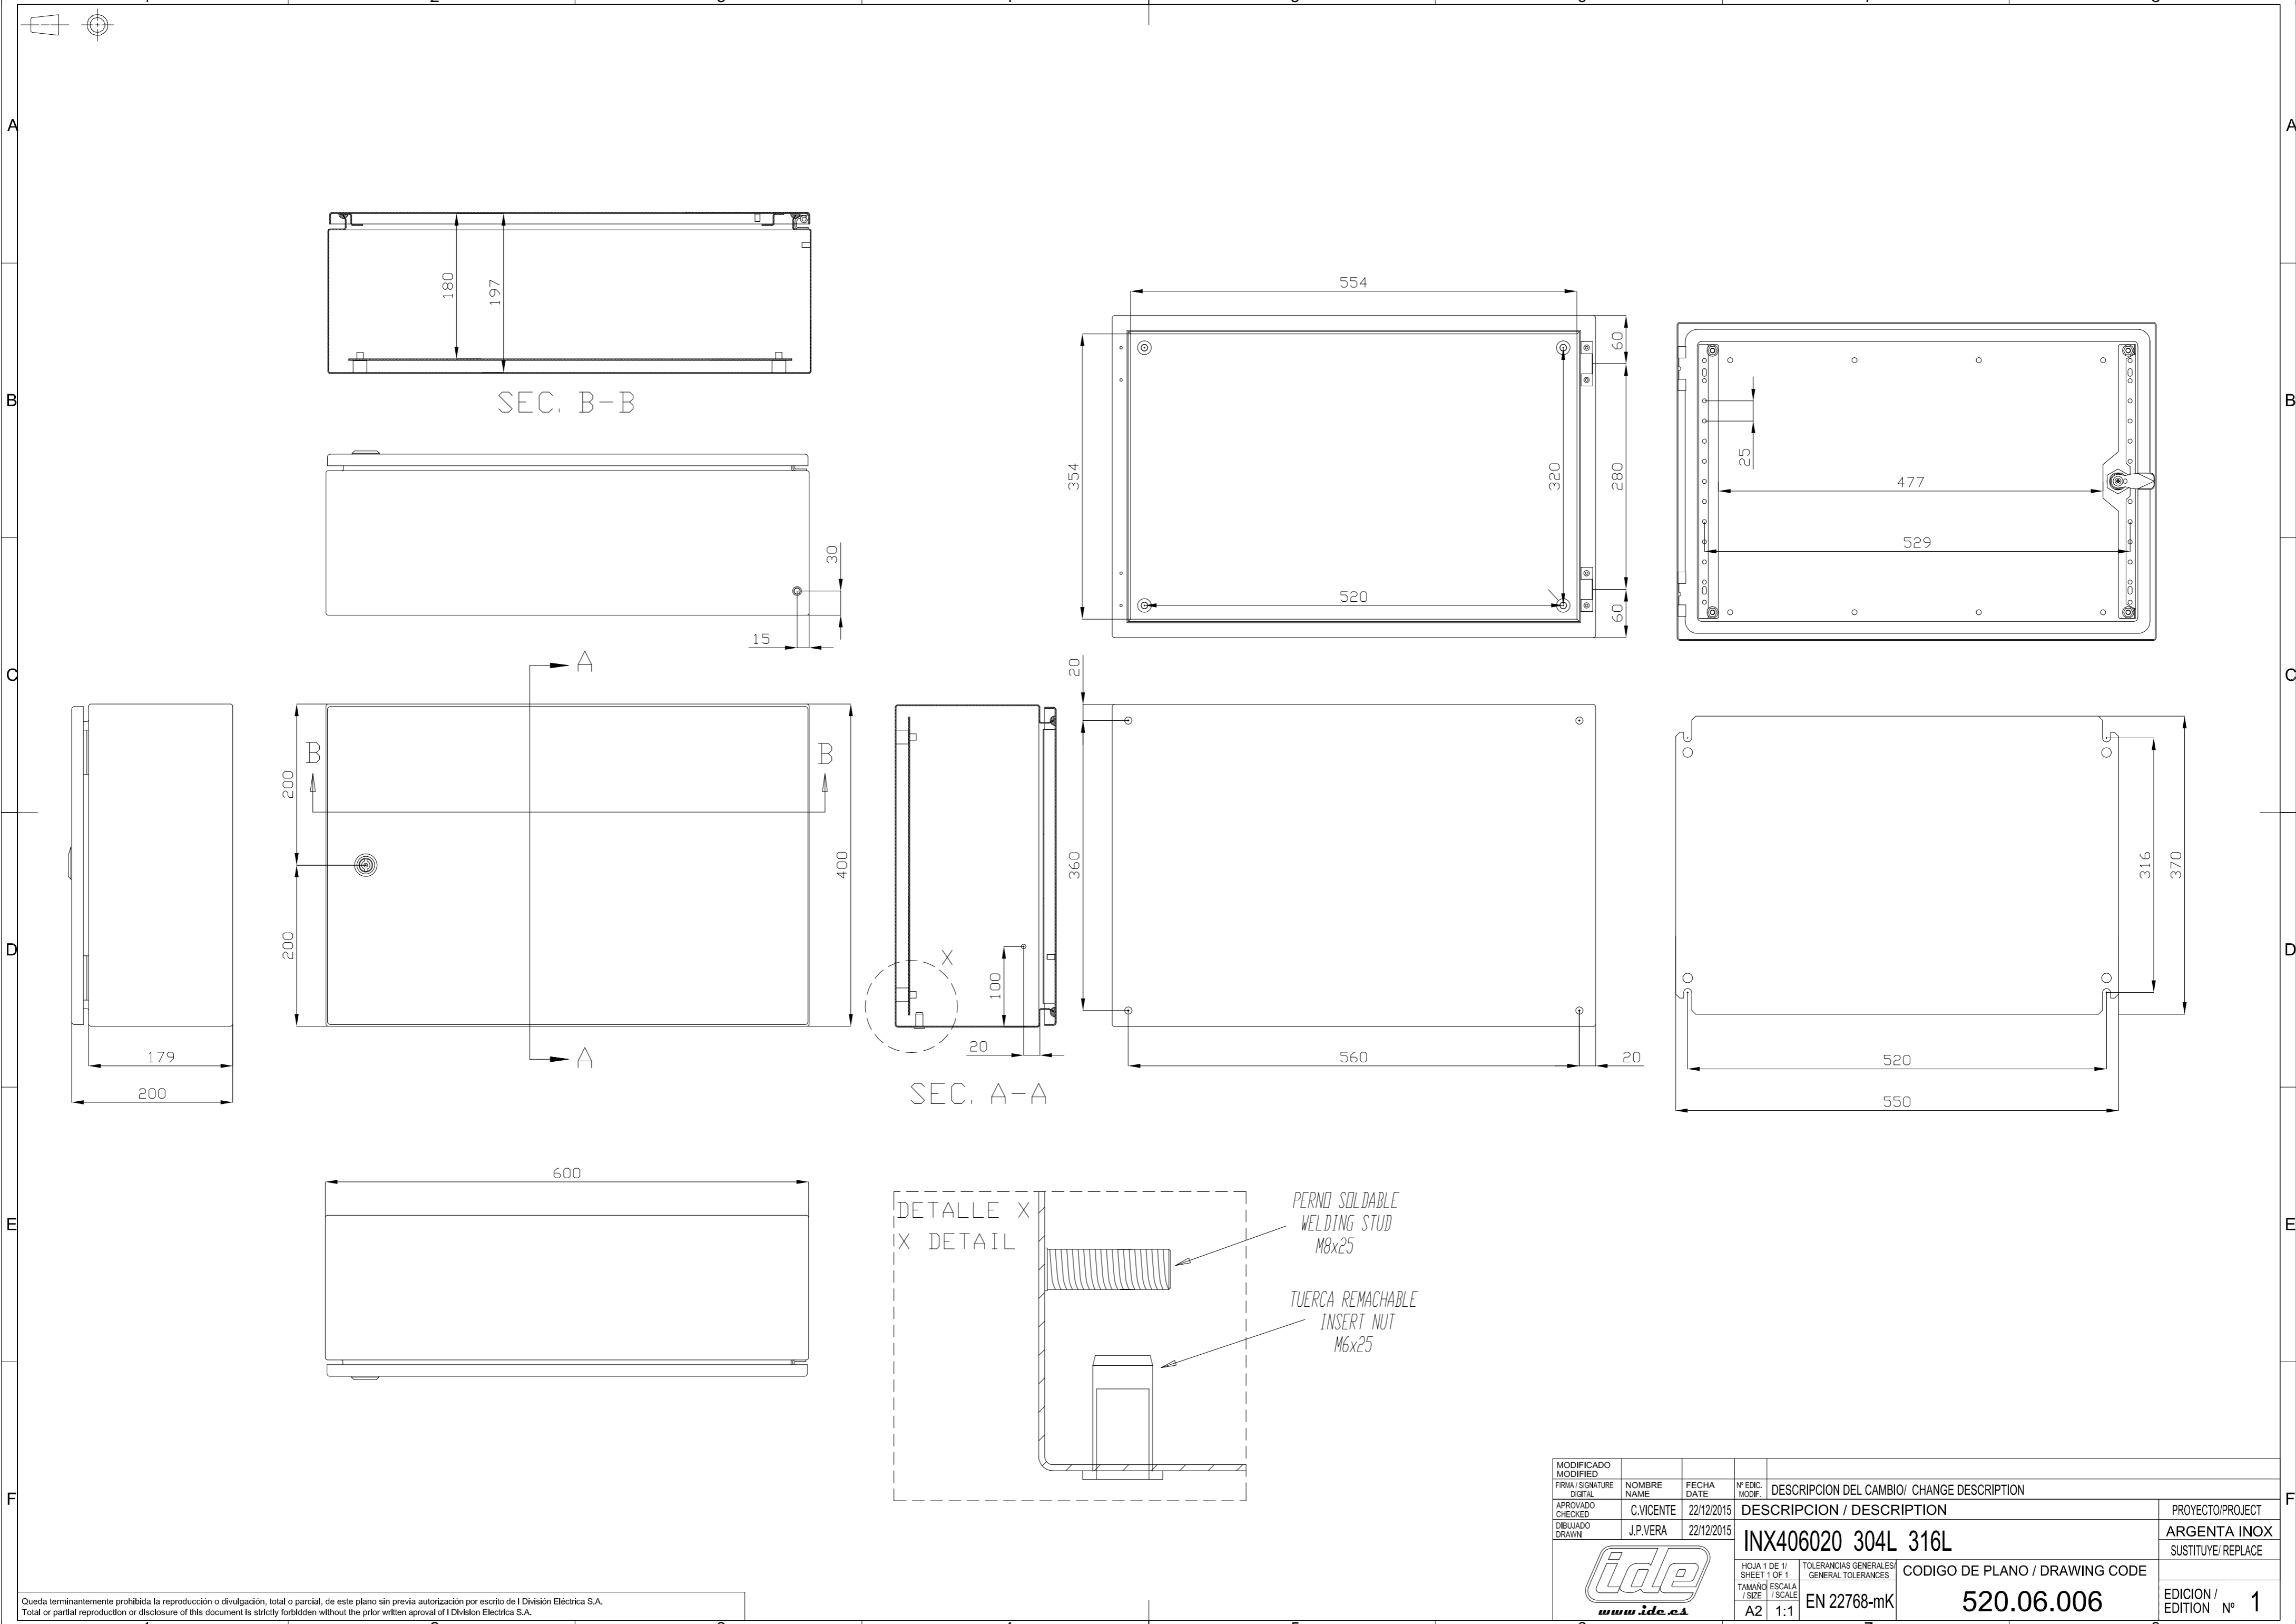 A
A
B
B
C
C
D
D
E
E
F
F
180
197
SEC. B-B
30
15
554
60
354
320
280
520
60
25
477
529
A
B
B
200
200
400
A
179
200
X
100
20
SEC. A-A
20
360
560
20
316
370
520
550
600
DETALLE X
X DETAIL
PERNO SOLDABLE
WELDING STUD
M8x25
TUERCA REMACHABLE
INSERT NUT
M6x25
MODIFICADO
MODIFIED
FIRMA / SIGNATURE
DIGITAL
NOMBRE
NAME
FECHA
DATE
Nº EDIC.
MODIF.
DESCRIPCION DEL CAMBIO/ CHANGE DESCRIPTION
APROVADO
CHECKED
C.VICENTE
22/12/2015
DESCRIPCION / DESCRIPTION
PROYECTO/PROJECT
DIBUJADO
DRAWN
J.P.VERA
22/12/2015
INX406020 304L 316L
ARGENTA INOX
SUSTITUYE/ REPLACE
ide
www.ide.es
HOJA 1 DE 1/
SHEET 1 OF 1
TOLERANCIAS GENERALES/
GENERAL TOLERANCES
CODIGO DE PLANO / DRAWING CODE
TAMAÑO
/ SIZE
ESCALA
/ SCALE
A2
1:1
EN 22768-mK
520.06.006
EDICION /
EDITION Nº 1
Queda terminantemente prohibida la reproducción o divulgación, total o parcial, de este plano sin previa autorización por escrito de I División Eléctrica S.A.
Total or partial reproduction or disclosure of this document is strictly forbidden without the prior written aproval of I Division Electrica S.A.